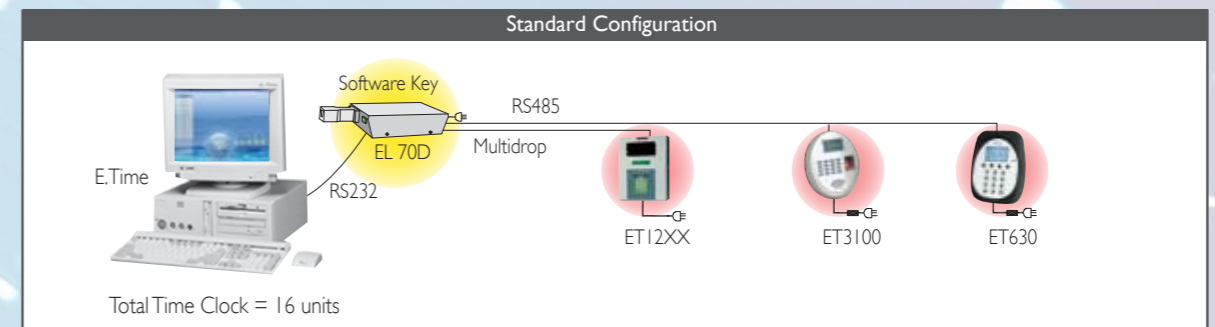 Standard Configuration
Software Key
RS485
EL 70D
Multidrop
E.Time
RS232
ET12XX
ET3100
ET630
Total Time Clock = 16 units